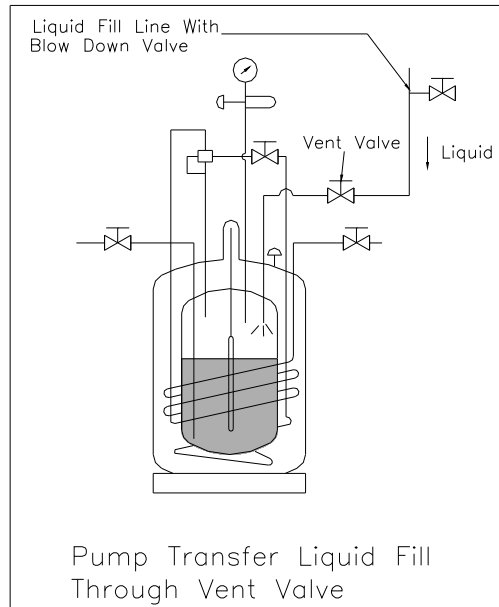 Liquid Fill Line With
Blow Down Valve
Vent Valve
Liquid
Pump Transfer Liquid Fill
Through Vent Valve